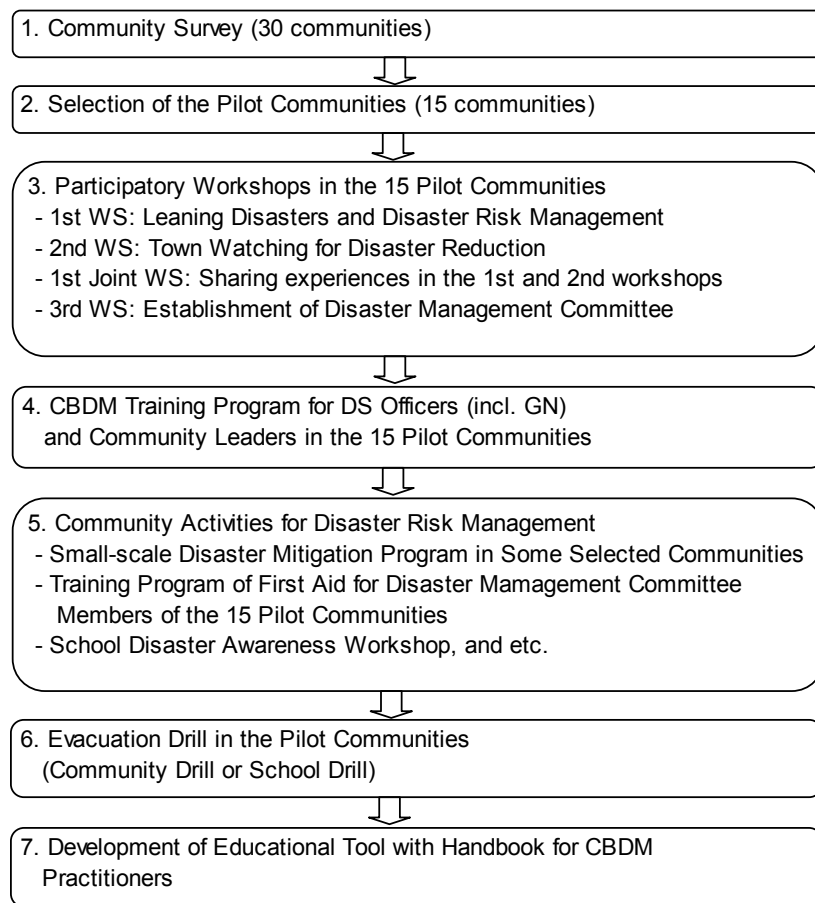 1. Community Survey (30 communities)
2. Selection of the Pilot Communities (15 communities)
3. Participatory Workshops in the 15 Pilot Communities
- 1st WS: Leaning Disasters and Disaster Risk Management
- 2nd WS: Town Watching for Disaster Reduction
- 1st Joint WS: Sharing experiences in the 1st and 2nd workshops
- 3rd WS: Establishment of Disaster Management Committee
4. CBDM Training Program for DS Officers (incl. GN)
and Community Leaders in the 15 Pilot Communities
5. Community Activities for Disaster Risk Management
- Small-scale Disaster Mitigation Program in Some Selected Communities
- Training Program of First Aid for Disaster Mamagement Committee
Members of the 15 Pilot Communities
- School Disaster Awareness Workshop, and etc.
6. Evacuation Drill in the Pilot Communities
(Community Drill or School Drill)
7. Development of Educational Tool with Handbook for CBDM
Practitioners